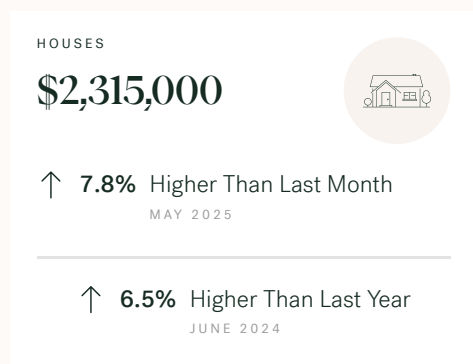 HOUSES
$2,315,000
7.8% Higher Than Last Month
MAY 2025
6.5% Higher Than Last Year
JUNE 2024